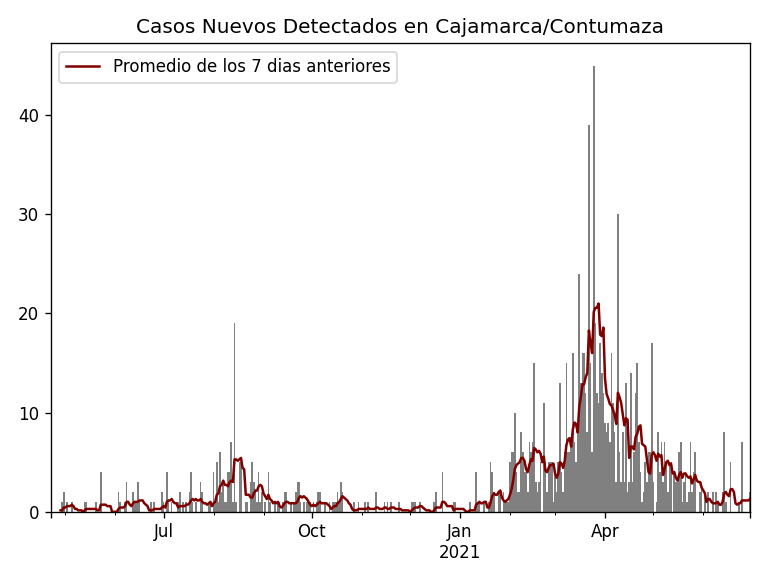 Casos Nuevos Detectados en Cajamarca/Contumaza
Promedio de los 7 dias anteriores
40
30
20
10
0
Jul Oct Jan Apr
2021